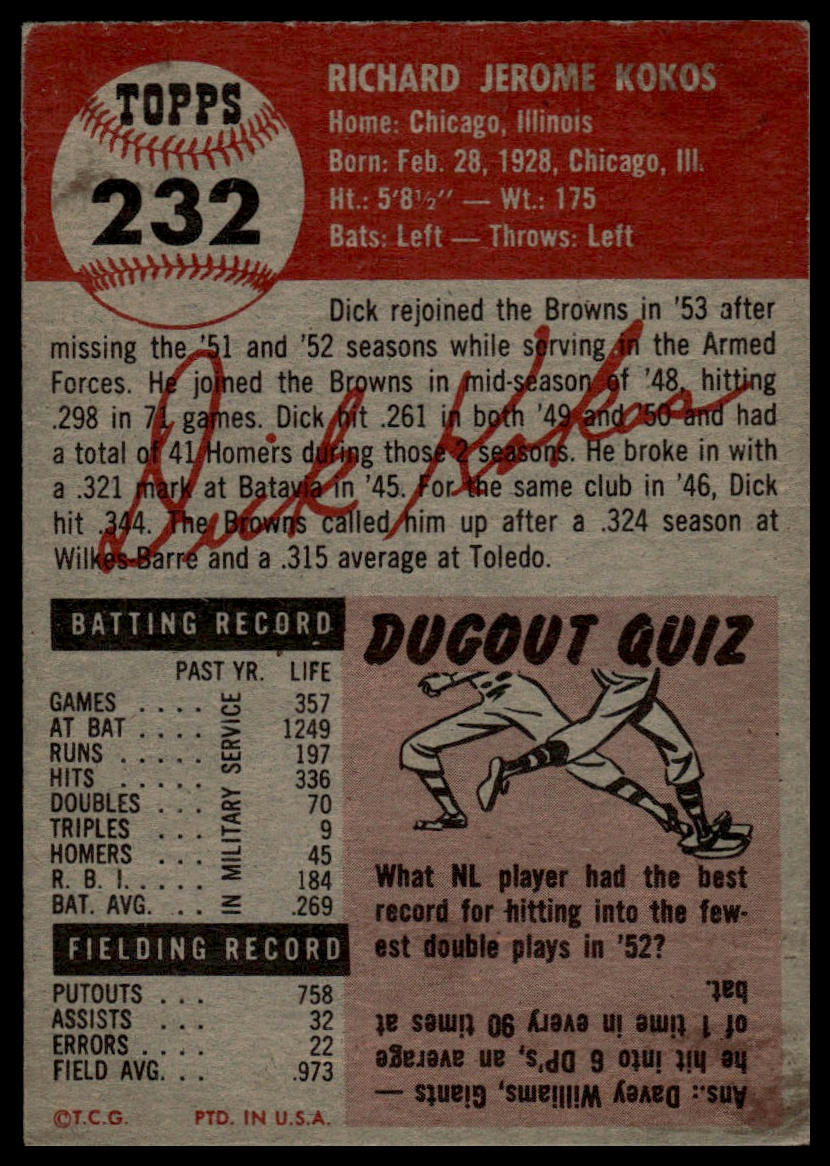 TOPPS
232
RICHARD JEROME KOKOS
Home: Chicago, Illinois
Born: Feb. 28, 1928, Chicago, Ill.
Ht.: 5'8½" — Wt.: 175
Bats: Left — Throws: Left
Dick rejoined the Browns in '53 after
missing the '51 and '52 seasons while serving in the Armed
Forces. He joined the Browns in mid-season of '48, hitting
.298 in 71 games. Dick hit .261 in both '49 and '50 and had
a total of 41 Homers during those 2 seasons. He broke in with
a .321 mark at Batavia in '45. For the same club in '46, Dick
hit .344. The Browns called him up after a .324 season at
Wilkes-Barre and a .315 average at Toledo.
Dick Kokos
BATTING RECORD
PAST YR. LIFE
GAMES . . . . 357
AT BAT . . . . 1249
RUNS . . . . . 197
HITS . . . . . 336
DOUBLES . . . 70
TRIPLES . . . 9
HOMERS . . . 45
R. B. I. . . . . 184
BAT. AVG. . . .269
IN MILITARY SERVICE
FIELDING RECORD
PUTOUTS . . . 758
ASSISTS . . . 32
ERRORS . . . . 22
FIELD AVG. . . .973
©T.C.G. PTD. IN U.S.A.
DUGOUT QUIZ
What NL player had the best
record for hitting into the few-
est double plays in '52?
Ans.: Davey Williams, Giants —
he hit into 6 DP's, an average
of 1 time in every 90 times at
bat.